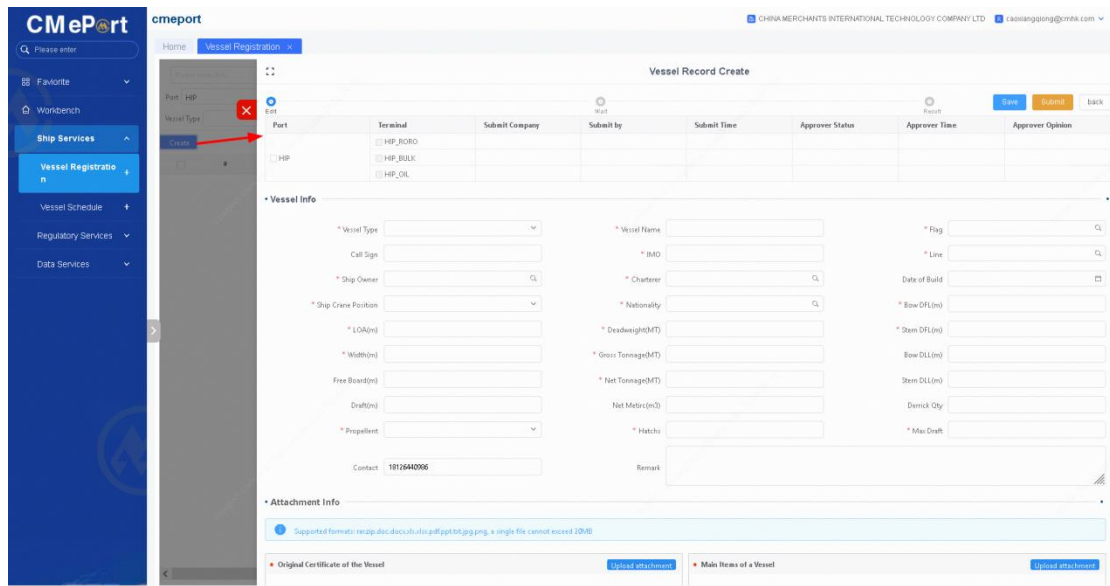 CMePort
cmeport
CHINA MERCHANTS INTERNATIONAL TECHNOLOGY COMPANY LTD
caoxiangqiong@cmhk.com
Please enter
Home
Vessel Registration ×
Vessel Record Create
Faviorite
Workbench
Ship Services
Vessel Registratio
n
Vessel Schedule
Regulatory Services
Data Services
Port HIP
Vessel Type
Create
#
Edit
Wait
Result
Save
Submit
back
Port Terminal Submit Company Submit by Submit Time Approver Status Approver Time Approver Opinion
HIP_RORO
HIP HIP_BULK
HIP_OIL
Vessel Info
* Vessel Type * Vessel Name * Flag
Call Sign * IMO * Line
* Ship Owner * Charterer Date of Build
* Ship Crane Position * Nationality * Bow DFL(m)
* LOA(m) * Deadweight(MT) * Stern DFL(m)
* Width(m) * Gross Tonnage(MT) Bow DLL(m)
Free Board(m) * Net Tonnage(MT) Stern DLL(m)
Draft(m) Net Metirc(m3) Derrick Qty
* Propellent * Hatchs * Max Draft
Contact 18126440986 Remark
Attachment Info
Supported formats: rar,zip,doc,docx,xls,xlsx,pdf,ppt,txt,jpg,png, a single file cannot exceed 20MB
* Original Certificate of the Vessel Upload attachment * Main Items of a Vessel Upload attachment